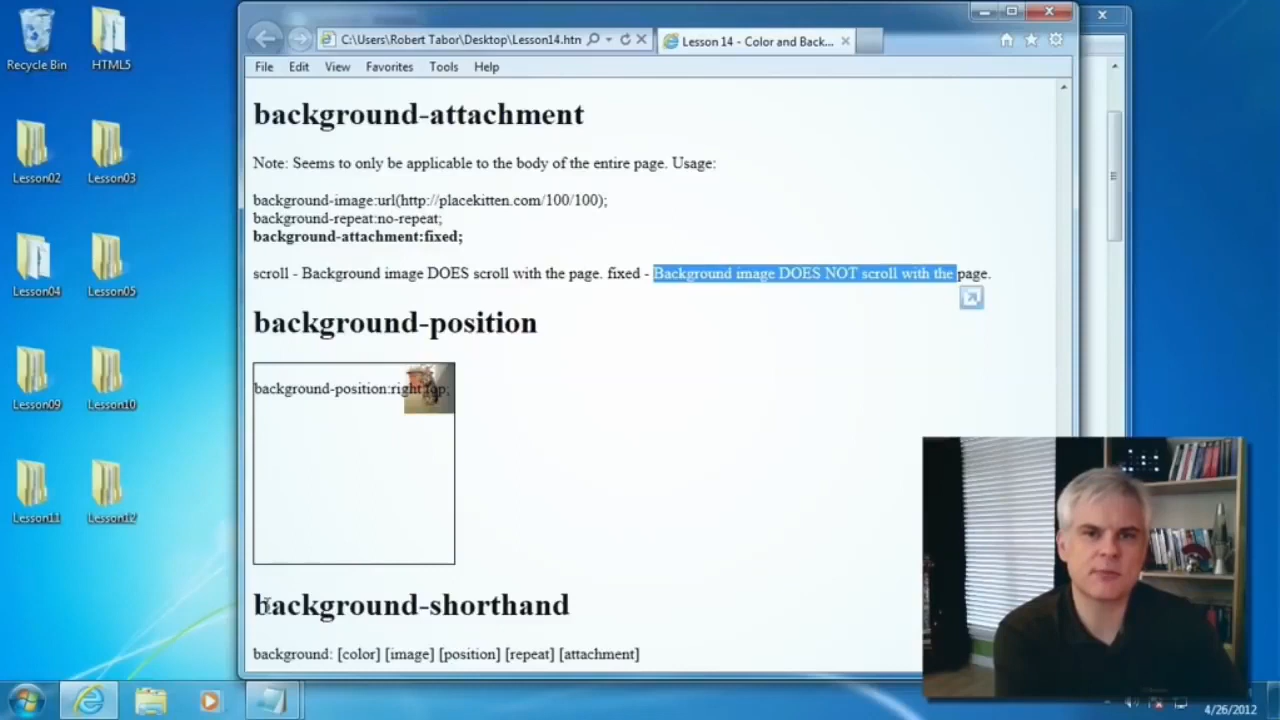 Recycle Bin
HTML5
Lesson02
Lesson03
Lesson04
Lesson05
Lesson09
Lesson10
Lesson11
Lesson12
C:\Users\Robert Tabor\Desktop\Lesson14.htn
Lesson 14 - Color and Back...
File Edit View Favorites Tools Help
background-attachment
Note: Seems to only be applicable to the body of the entire page. Usage:
background-image:url(http://placekitten.com/100/100);
background-repeat:no-repeat;
background-attachment:fixed;
scroll - Background image DOES scroll with the page. fixed - Background image DOES NOT scroll with the page.
background-position
background-position:right top;
background-shorthand
background: [color] [image] [position] [repeat] [attachment]
4/26/2012